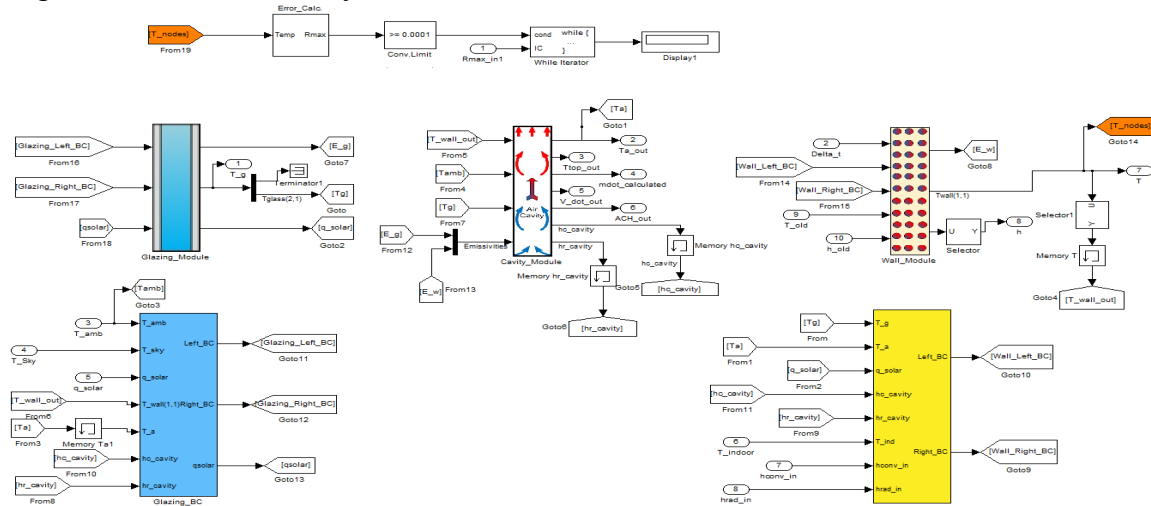 Error_Calc.
[T_nodes]
From19
Temp Rmax
>= 0.0001
Conv.Limit
1
Rmax_in1
cond while {
...
IC }
While Iterator
Display1
[Glazing_Left_BC]
From16
[Glazing_Right_BC]
From17
[qsolar]
From18
Glazing_Module
[E_g]
Goto7
1
T_g
Terminator1
Tglass(2,1)
[Tg]
Goto
[q_solar]
Goto2
[T_wall_out]
From5
[Tamb]
From4
[Tg]
From7
[E_g]
From12
Emissivities
[E_w]
From13
Air
Cavity
Cavity_Module
[Ta]
Goto1
2
Ta_out
3
Ttop_out
4
mdot_calculated
5
V_dot_out
6
ACH_out
hc_cavity
hr_cavity
Memory hc_cavity
hc_cavity
Memory hr_cavity
Goto5
[hc_cavity]
Goto6
[hr_cavity]
2
Delta_t
[Wall_Left_BC]
From14
[Wall_Right_BC]
From15
9
T_old
10
h_old
Wall_Module
[E_w]
Goto8
Twall(1,1)
U Y
Selector
8
h
[T_nodes]
Goto14
7
T
Selector1
U
Y
Memory T
Goto4
[T_wall_out]
[Tamb]
Goto3
3
T_amb
4
T_Sky
5
q_solar
[T_wall_out]
From6
[Ta]
From3
Memory Ta1
[hc_cavity]
From10
[hr_cavity]
From8
T_amb
T_sky
Left_BC
q_solar
T_wall(1,1)Right_BC
T_a
hc_cavity
qsolar
hr_cavity
Glazing_BC
[Glazing_Left_BC]
Goto11
[Glazing_Right_BC]
Goto12
[qsolar]
Goto13
[Tg]
From
[Ta]
From1
[q_solar]
From2
[hc_cavity]
From11
[hr_cavity]
From9
6
T_indoor
7
hconv_in
8
hrad_in
T_g
T_a
Left_BC
q_solar
hc_cavity
hr_cavity
T_ind
Right_BC
hconv_in
hrad_in
[Wall_Left_BC]
Goto10
[Wall_Right_BC]
Goto9